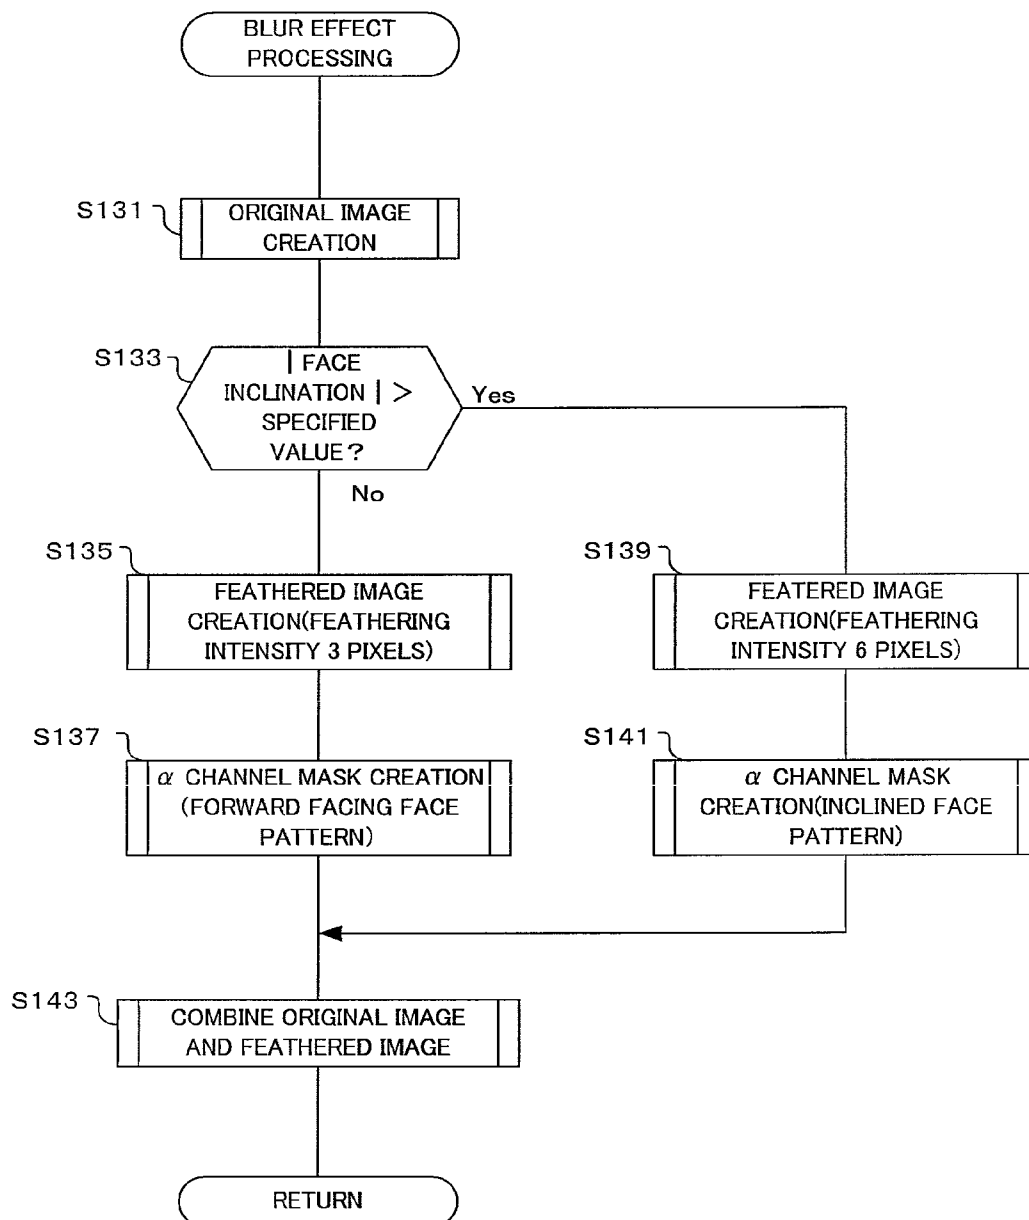 BLUR EFFECT
PROCESSING
S131
ORIGINAL IMAGE
CREATION
S133
| FACE
INCLINATION | >
SPECIFIED
VALUE?
Yes
No
S135
FEATHERED IMAGE
CREATION(FEATHERING
INTENSITY 3 PIXELS)
S139
FEATERED IMAGE
CREATION(FEATHERING
INTENSITY 6 PIXELS)
S137
α CHANNEL MASK CREATION
(FORWARD FACING FACE
PATTERN)
S141
α CHANNEL MASK
CREATION(INCLINED FACE
PATTERN)
S143
COMBINE ORIGINAL IMAGE
AND FEATHERED IMAGE
RETURN